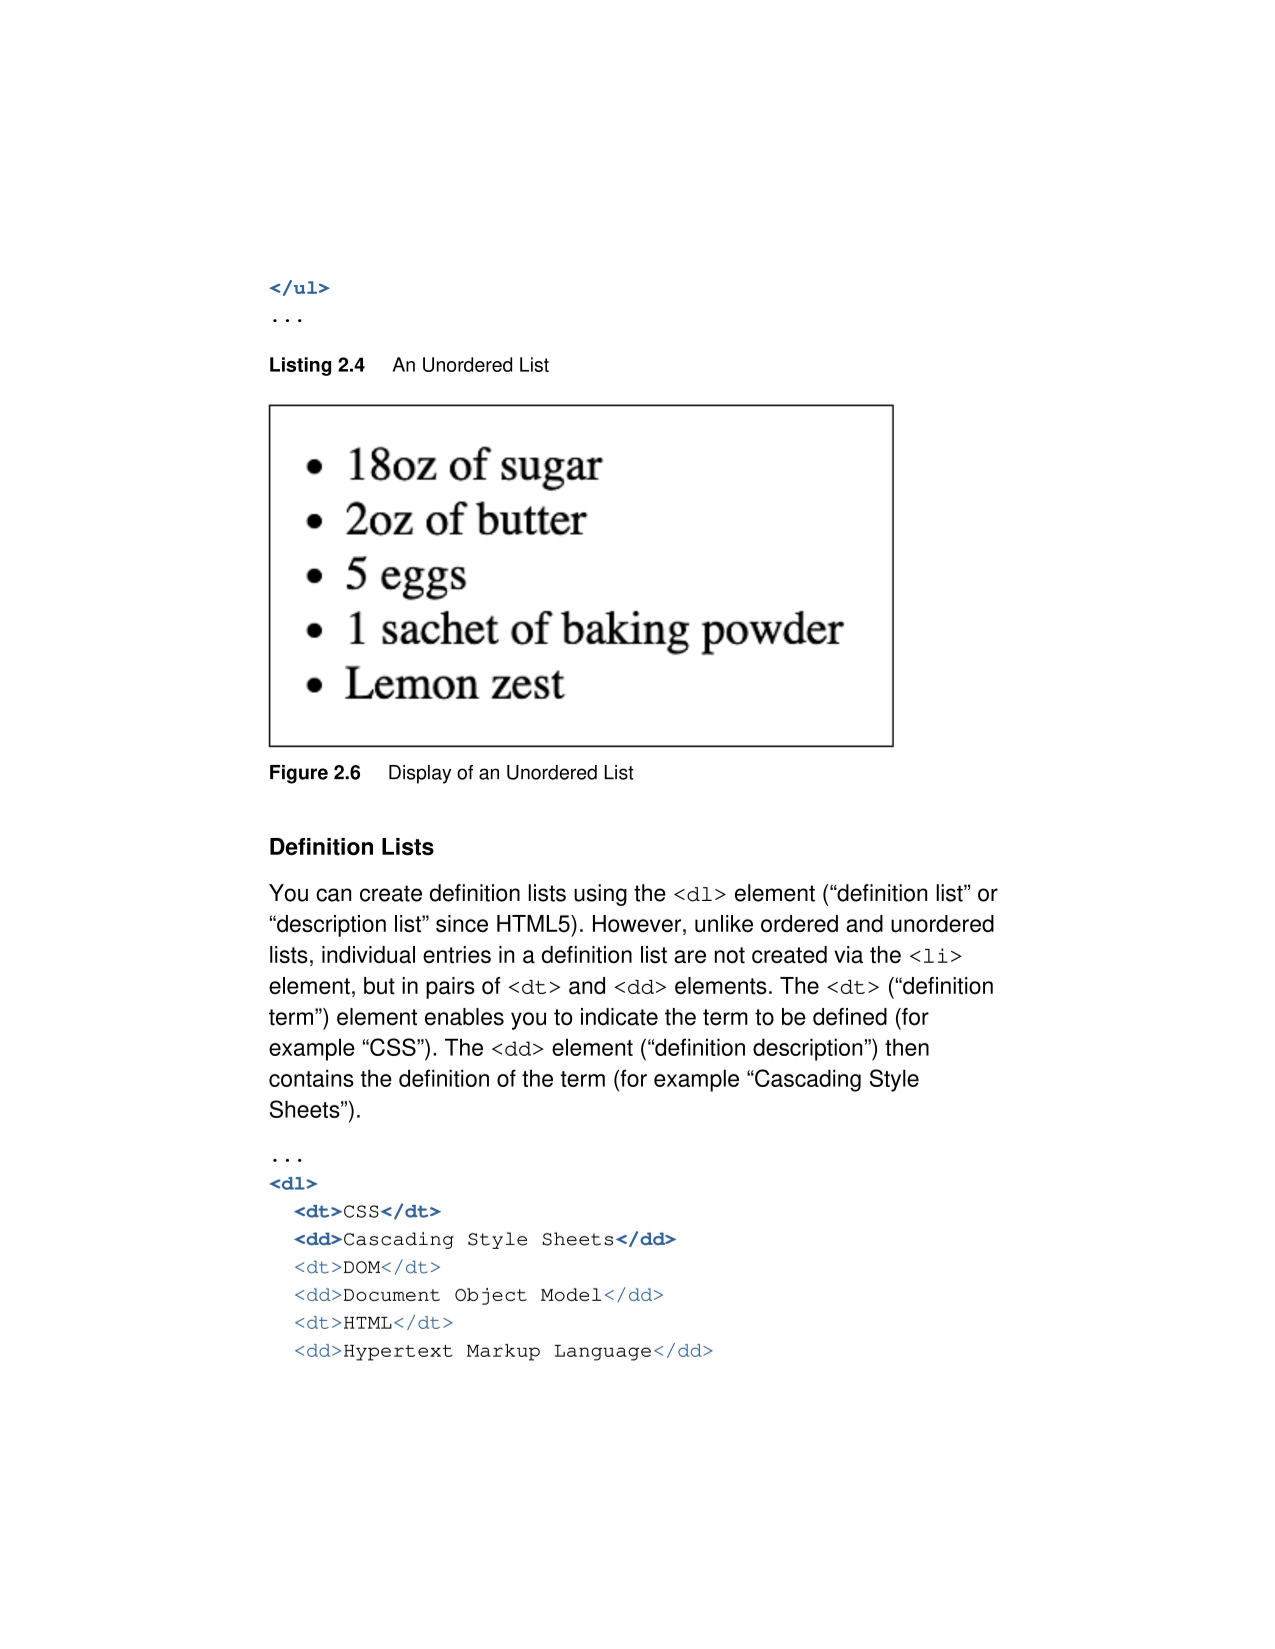 </ul>
...
Listing 2.4 An Unordered List
• 18oz of sugar
• 2oz of butter
• 5 eggs
• 1 sachet of baking powder
• Lemon zest
Figure 2.6 Display of an Unordered List
Definition Lists
You can create definition lists using the <dl> element (“definition list” or
“description list” since HTML5). However, unlike ordered and unordered
lists, individual entries in a definition list are not created via the <li>
element, but in pairs of <dt> and <dd> elements. The <dt> (“definition
term”) element enables you to indicate the term to be defined (for
example “CSS”). The <dd> element (“definition description”) then
contains the definition of the term (for example “Cascading Style
Sheets”).
...
<dl>
  <dt>CSS</dt>
  <dd>Cascading Style Sheets</dd>
  <dt>DOM</dt>
  <dd>Document Object Model</dd>
  <dt>HTML</dt>
  <dd>Hypertext Markup Language</dd>